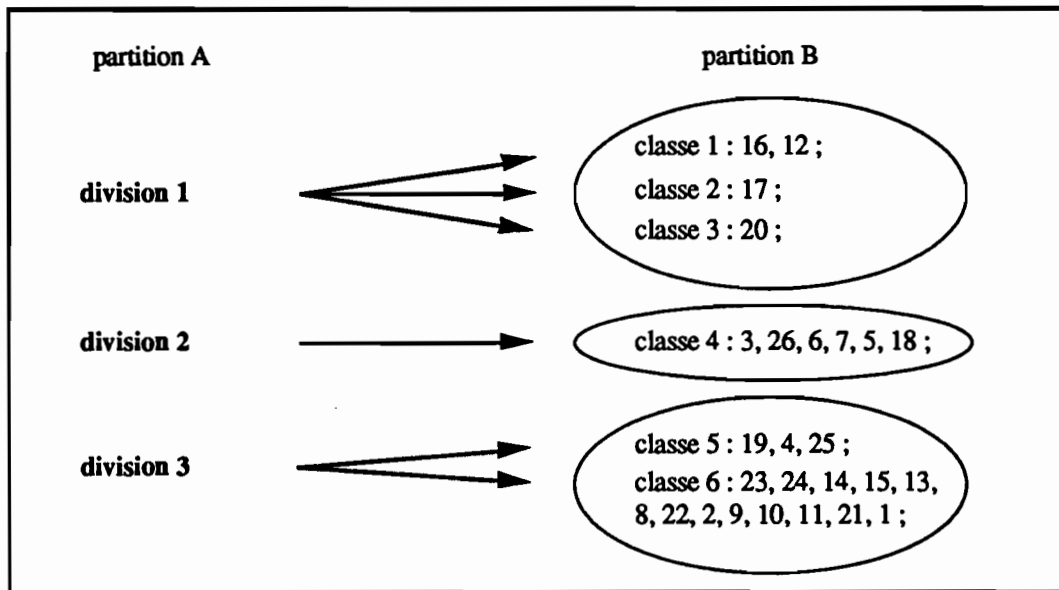 partition A
partition B
division 1
classe 1 : 16, 12 ;
classe 2 : 17 ;
classe 3 : 20 ;
division 2
classe 4 : 3, 26, 6, 7, 5, 18 ;
division 3
classe 5 : 19, 4, 25 ;
classe 6 : 23, 24, 14, 15, 13,
8, 22, 2, 9, 10, 11, 21, 1 ;